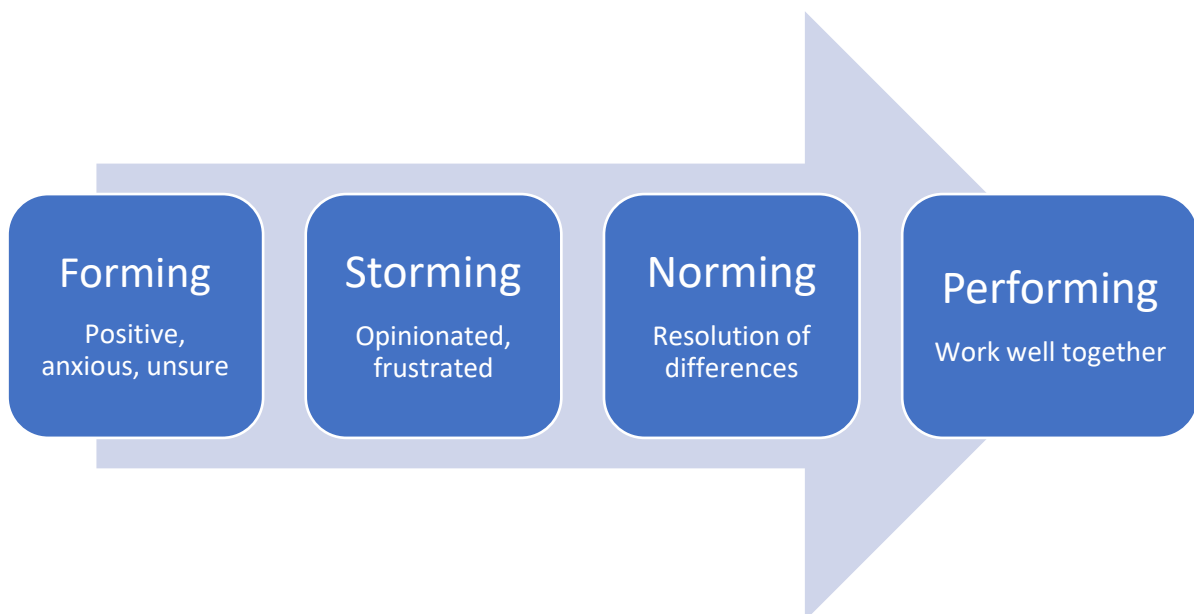 Forming
Positive,
anxious, unsure
Storming
Opinionated,
frustrated
Norming
Resolution of
differences
Performing
Work well together